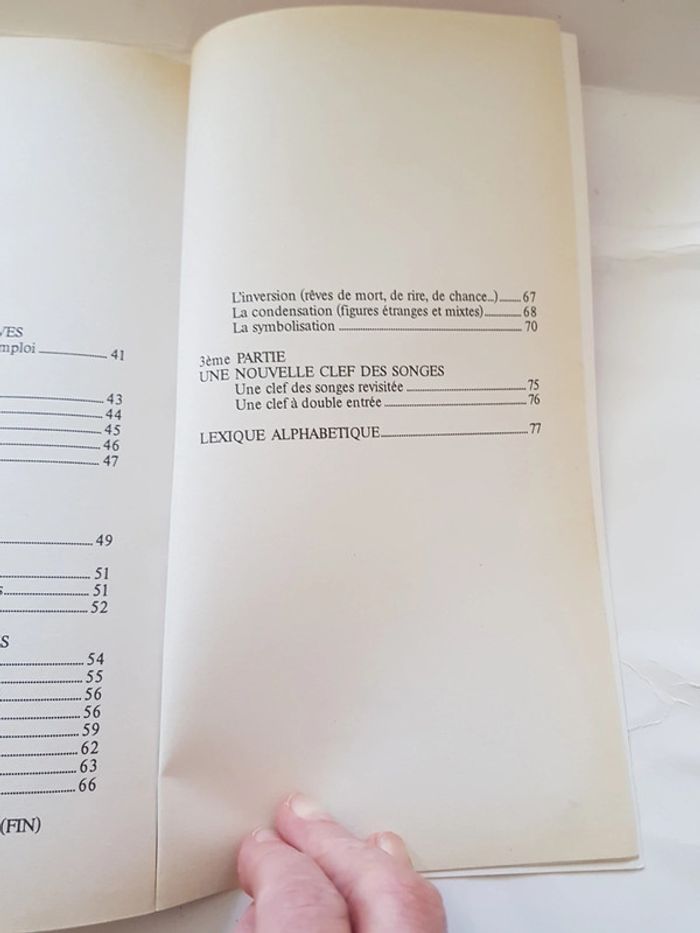 VES
mploi 41
43
44
45
46
47
49
51
51
52
S
54
55
56
56
59
62
63
66
(FIN)
L'inversion (rêves de mort, de rire, de chance...) 67
La condensation (figures étranges et mixtes) 68
La symbolisation 70
3ème PARTIE
UNE NOUVELLE CLEF DES SONGES
Une clef des songes revisitée 75
Une clef à double entrée 76
LEXIQUE ALPHABETIQUE 77